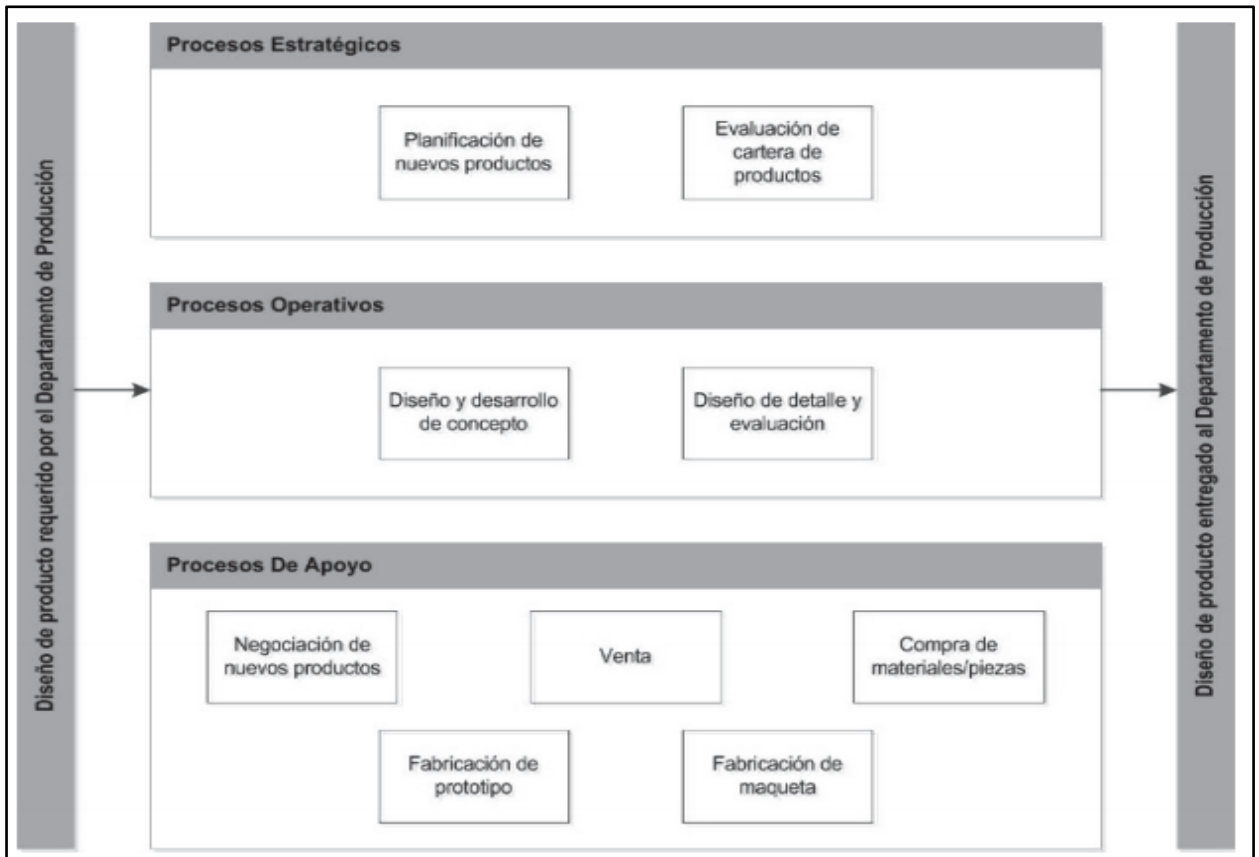 Diseño de producto requerido por el Departamento de Producción
Procesos Estratégicos
Planificación de
nuevos productos
Evaluación de
cartera de
productos
Procesos Operativos
Diseño y desarrollo
de concepto
Diseño de detalle y
evaluación
Procesos De Apoyo
Negociación de
nuevos productos
Venta
Compra de
materiales/piezas
Fabricación de
prototipo
Fabricación de
maqueta
Diseño de producto entregado al Departamento de Producción